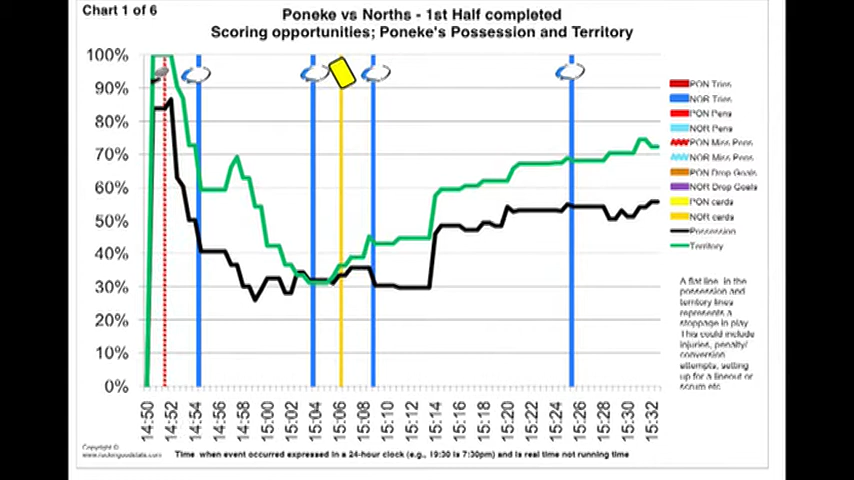 Chart 1 of 6
Poneke vs Norths - 1st Half completed
Scoring opportunities; Poneke's Possession and Territory
100%
90%
80%
70%
60%
50%
40%
30%
20%
10%
0%
14:50
14:52
14:54
14:56
14:58
15:00
15:02
15:04
15:06
15:08
15:10
15:12
15:14
15:16
15:18
15:20
15:22
15:24
15:26
15:28
15:30
15:32
PON Tries
NOR Tries
PON Pens
NOR Pens
PON Miss Pens
NOR Miss Pens
PON Drop Goals
NOR Drop Goals
PON cards
NOR cards
Possession
Territory
A flat line in the
possession and
territory lines
represents a
stoppage in play
This could include
injuries, penalty/
conversion
attempts, setting
up for a lineout or
scrum etc
Copyright ©
www.ruckingoodstats.com
Time when event occurred expressed in a 24-hour clock (e.g., 19:30 is 7:30pm) and is real time not running time